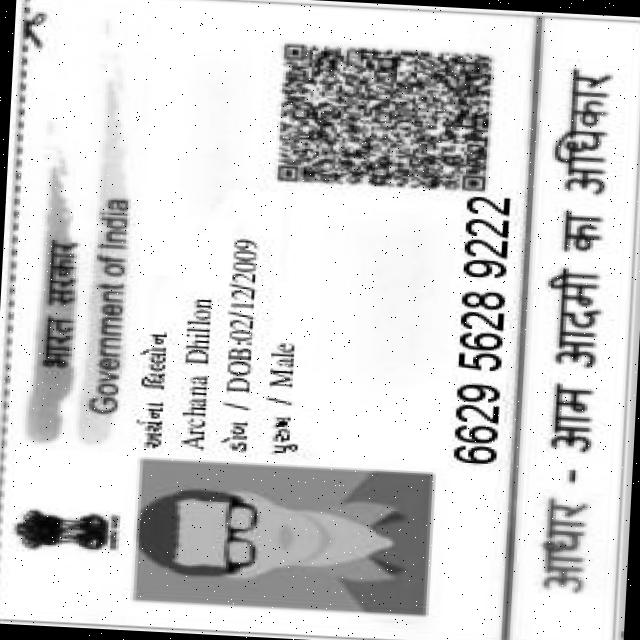 भारत सरकार
Government of India
અર્ચના દિલ્લોન
Archana Dhillon
ડોબ / DOB:02/12/2009
પુરુષ / Male
6629 5628 9222
आधार - आम आदमी का अधिकार